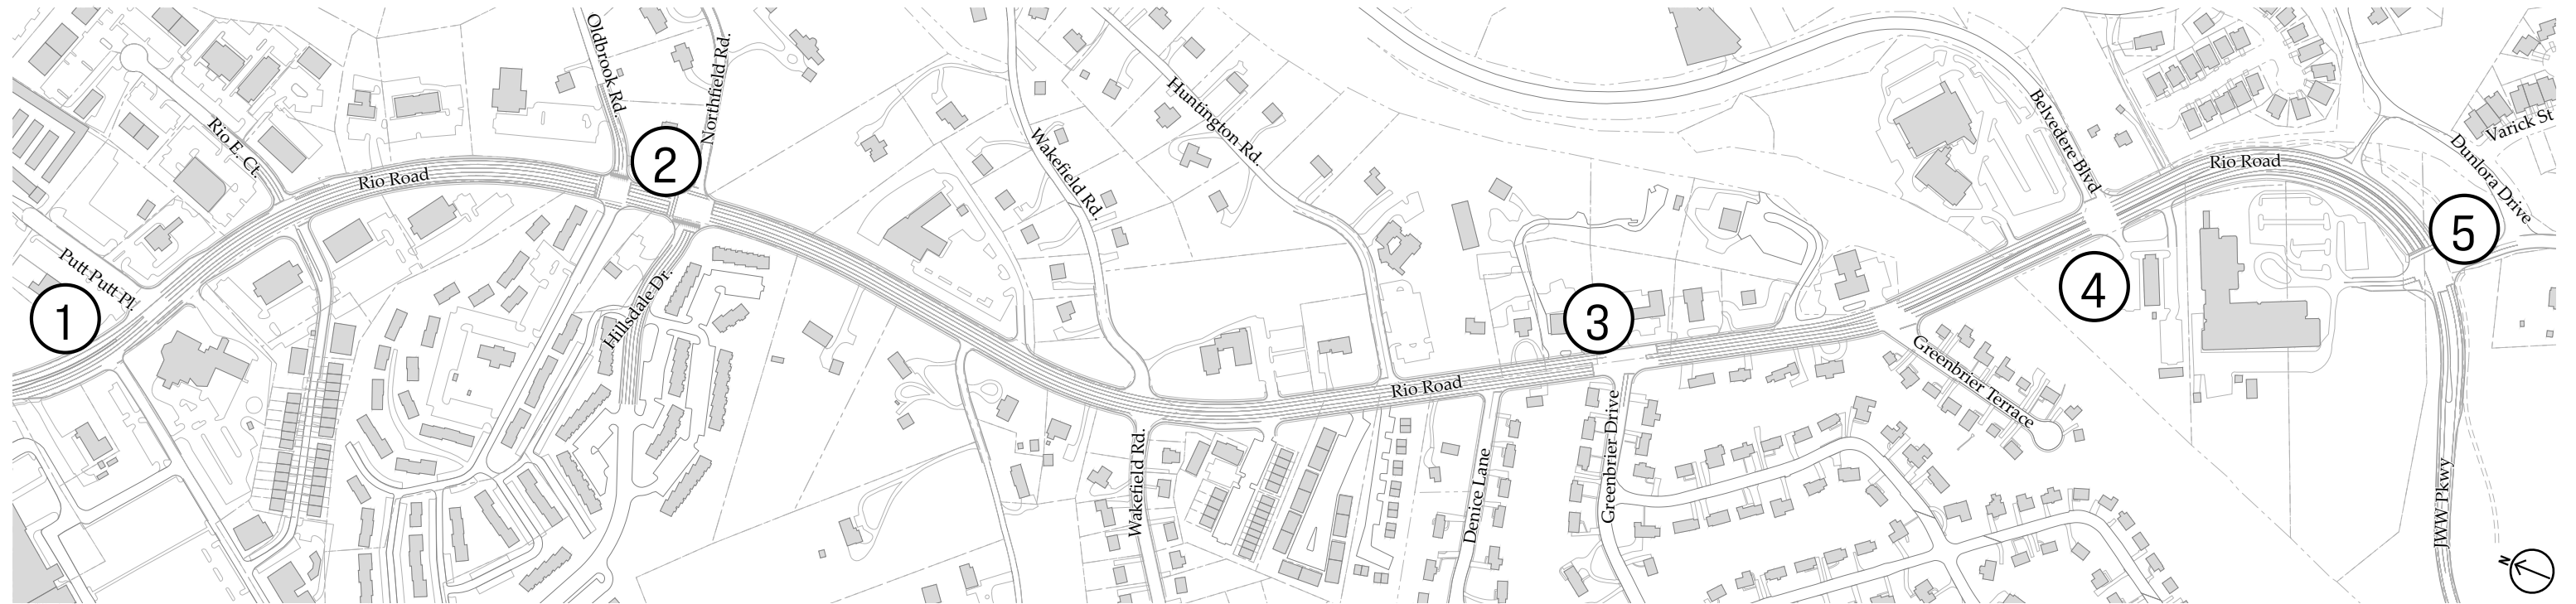 Oldbrook Rd.
Northfield Rd.
Rio E. Ct.
Rio Road
2
Wakefield Rd.
Huntington Rd.
Belvedere Blvd
Rio Road
Varick St
Dunlora Drive
5
Putt Putt Pl.
1
Hillsdale Dr.
3
4
Rio Road
Greenbrier Terrace
Wakefield Rd.
Denice Lane
Greenbrier Drive
JWW Pkwy
N